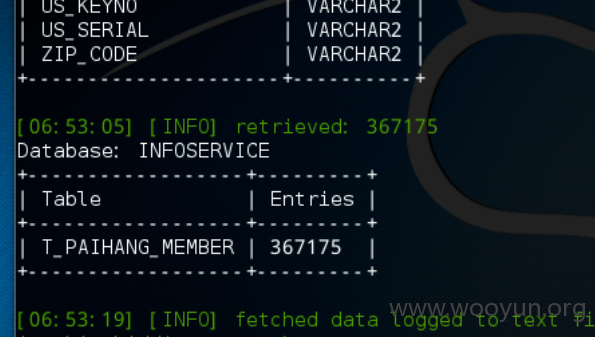 | US_KEYNO | VARCHAR2 |
| US_SERIAL | VARCHAR2 |
| ZIP_CODE | VARCHAR2 |
+---------------------+----------+
[06:53:05] [INFO] retrieved: 367175
Database: INFOSERVICE
+------------------+---------+
| Table | Entries |
+------------------+---------+
| T_PAIHANG_MEMBER | 367175 |
+------------------+---------+
[06:53:19] [INFO] fetched data logged to text fi
www.wooyun.org